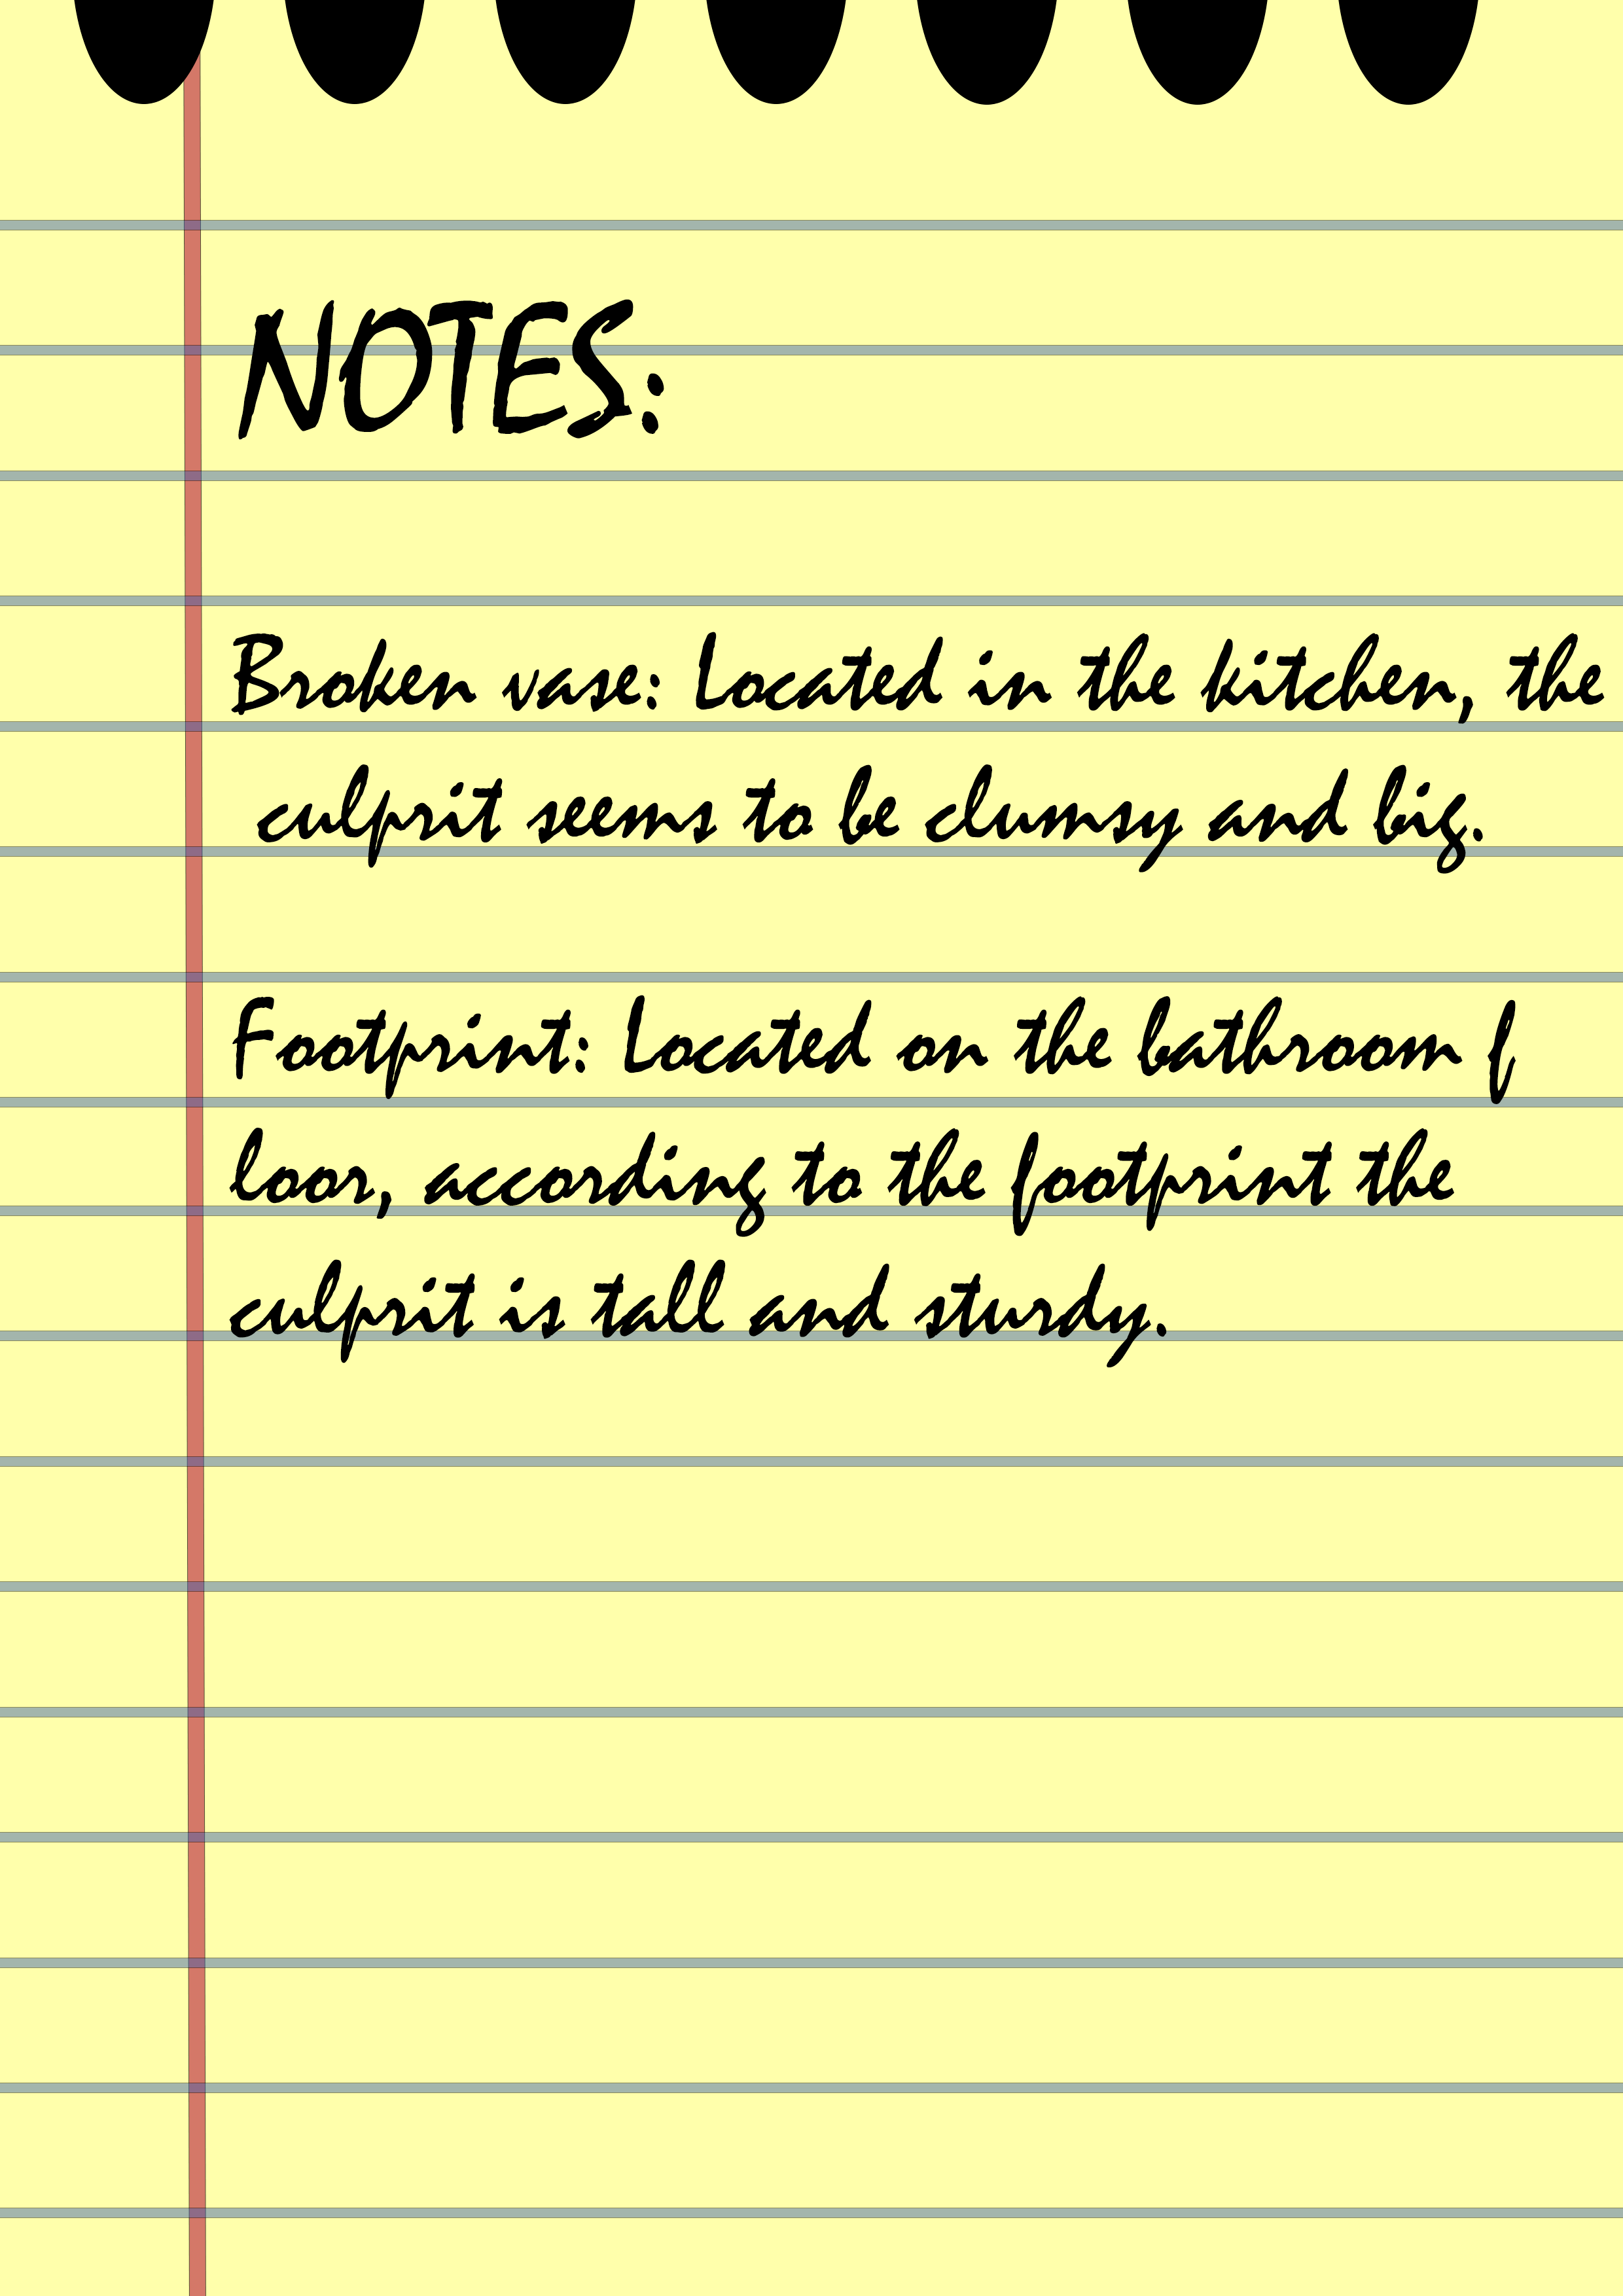 NOTES:
Broken vase: Located in the kitchen, the
culprit seems to be clumsy and big.
Footprint: Located on the bathroom f
loor, according to the footprint the
culprit is tall and sturdy.